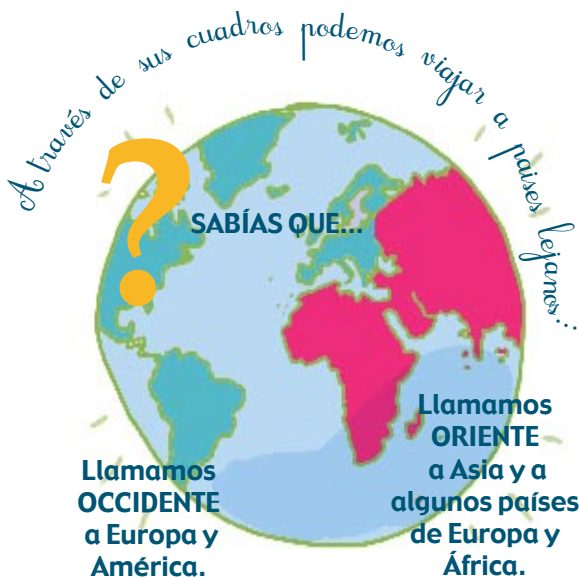 A través de sus cuadros podemos viajar a paises lejanos...
?
SABÍAS QUE...
Llamamos
OCCIDENTE
a Europa y
América.
Llamamos
ORIENTE
a Asia y a
algunos países
de Europa y
África.